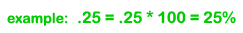 example:  .25 = .25 * 100 = 25%